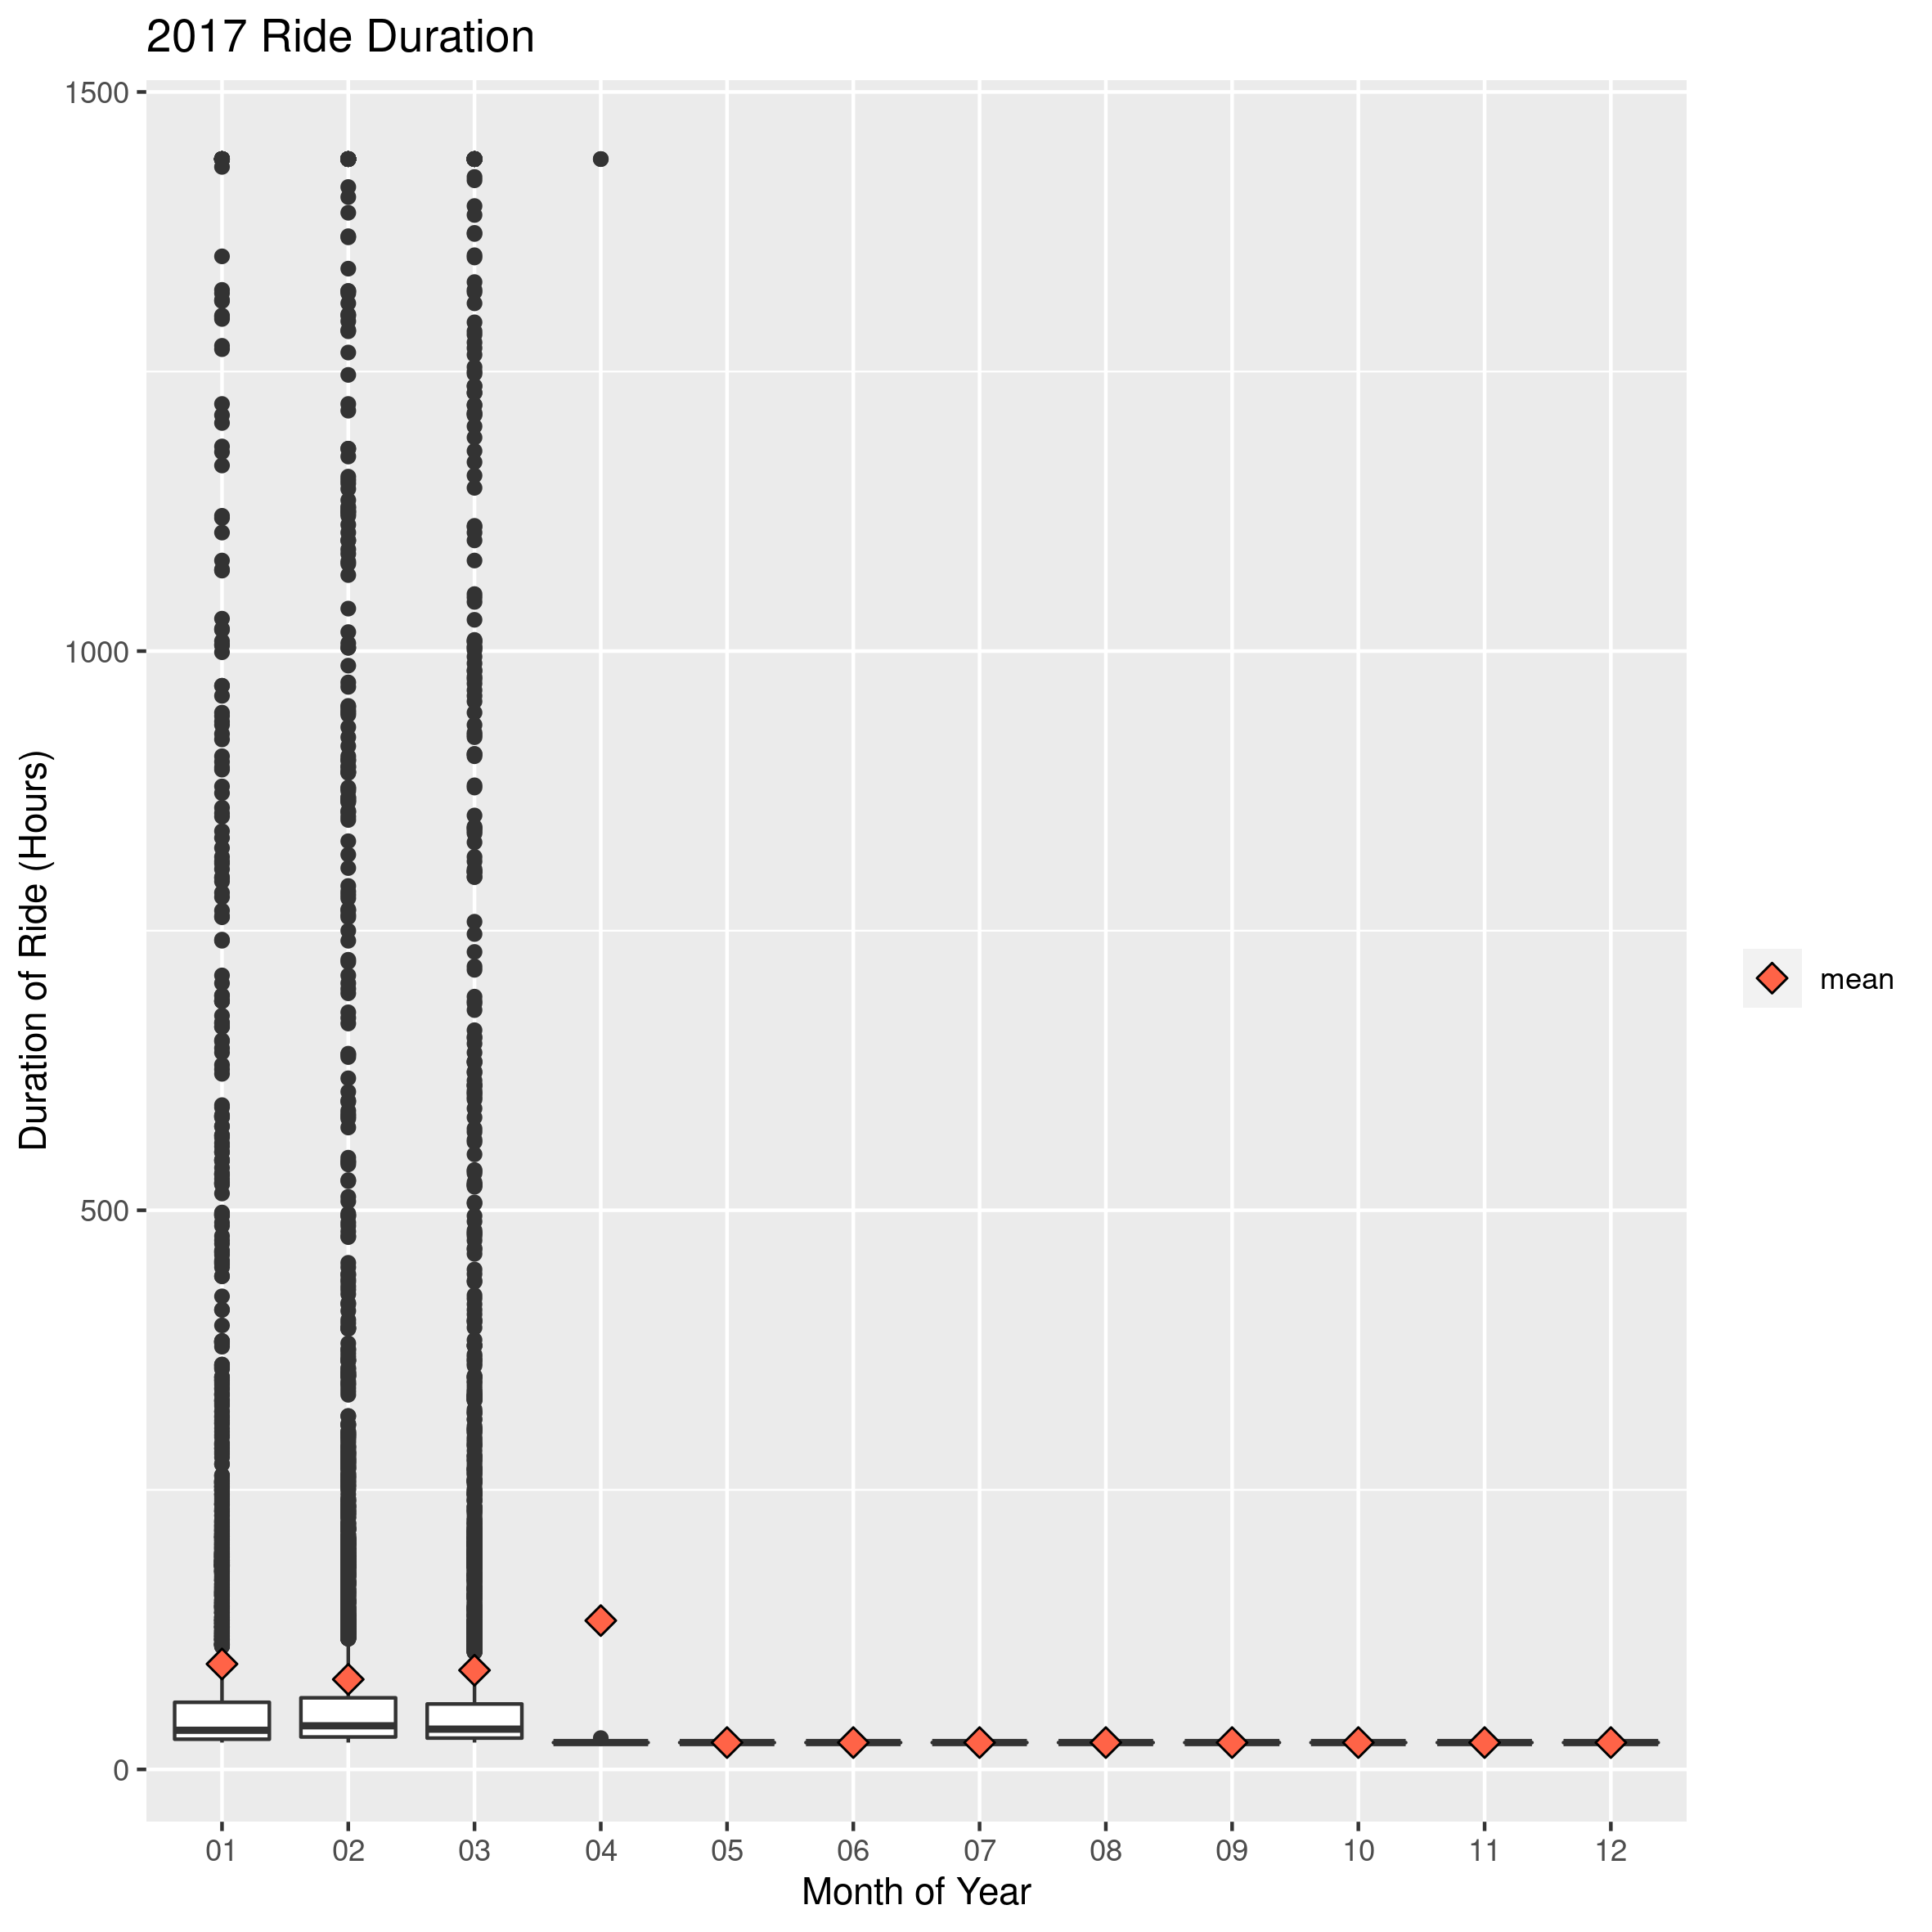 2017 Ride Duration
1500
1000
500
0
Duration of Ride (Hours)
01 02 03 04 05 06 07 08 09 10 11 12
Month of Year
mean